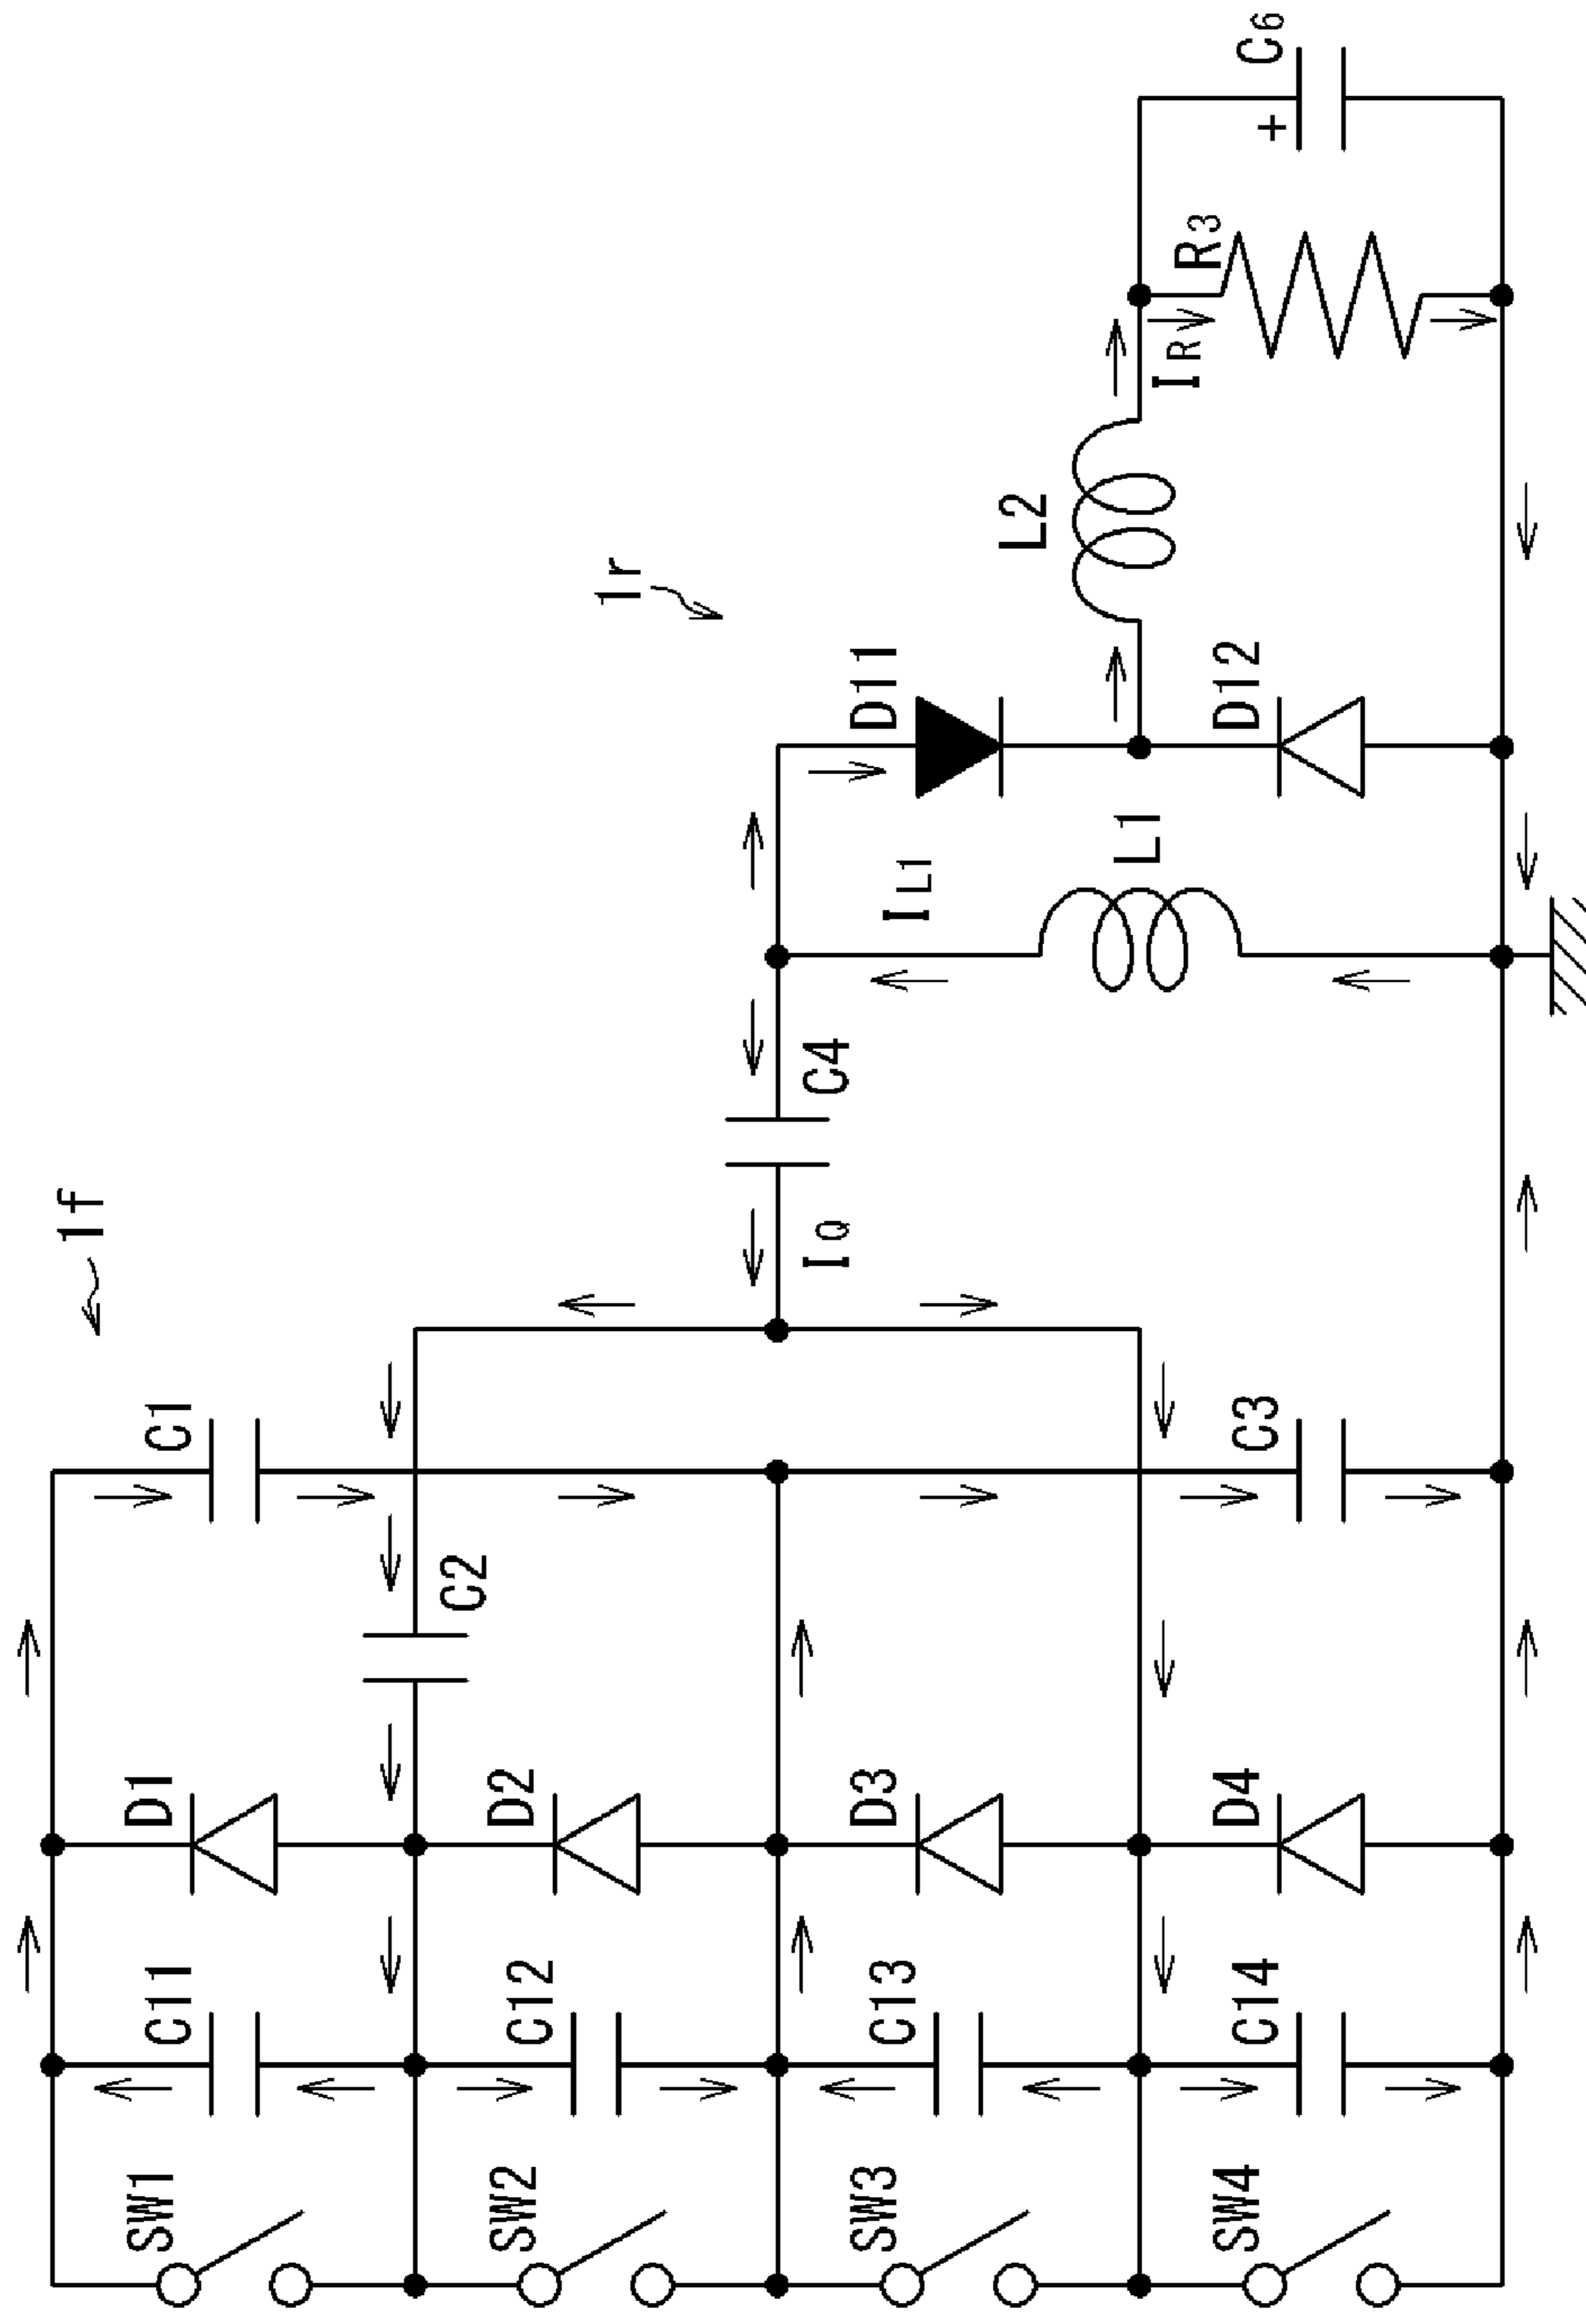 1f
1r
SW1
C11
D1
C1
SW2
C12
D2
C2
SW3
C13
D3
IQ
C4
IL1
D11
SW4
C14
D4
C3
L1
D12
L2
IR
R3
+
C6